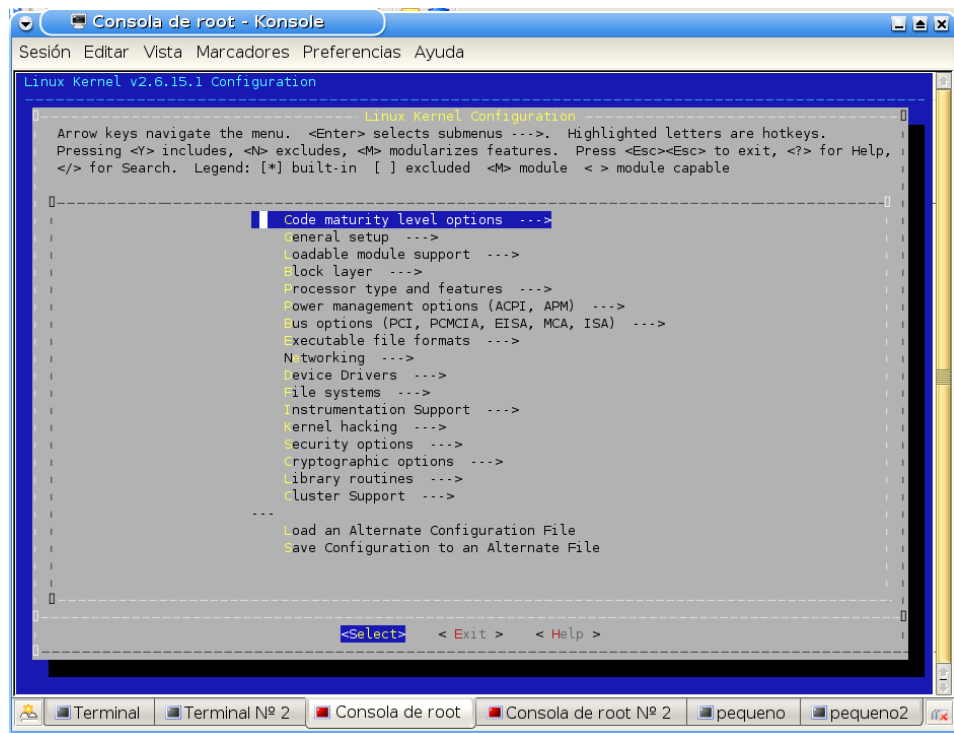 Consola de root - Konsole
Sesión Editar Vista Marcadores Preferencias Ayuda
Linux Kernel v2.6.15.1 Configuration
Linux Kernel Configuration
Arrow keys navigate the menu. <Enter> selects submenus --->. Highlighted letters are hotkeys.
Pressing <Y> includes, <N> excludes, <M> modularizes features. Press <Esc><Esc> to exit, <?> for Help,
</> for Search. Legend: [*] built-in [ ] excluded <M> module < > module capable
Code maturity level options --->
General setup --->
Loadable module support --->
Block layer --->
Processor type and features --->
Power management options (ACPI, APM) --->
Bus options (PCI, PCMCIA, EISA, MCA, ISA) --->
Executable file formats --->
Networking --->
Device Drivers --->
File systems --->
Instrumentation Support --->
Kernel hacking --->
Security options --->
Cryptographic options --->
Library routines --->
Cluster Support --->
---
Load an Alternate Configuration File
Save Configuration to an Alternate File
<Select> < Exit > < Help >
Terminal Terminal Nº 2 Consola de root Consola de root Nº 2 pequeno pequeno2